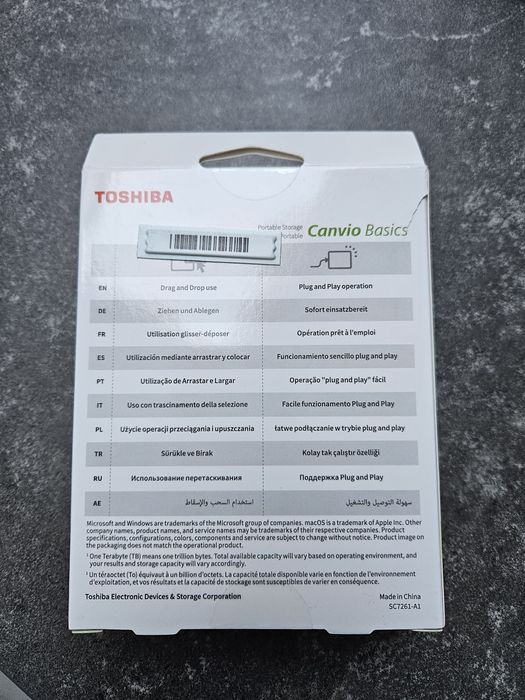 TOSHIBA
Portable Storage
Portable
Canvio Basics
EN Drag and Drop use Plug and Play operation
DE Ziehen und Ablegen Sofort einsatzbereit
FR Utilisation glisser-déposer Opération prêt à l'emploi
ES Utilización mediante arrastrar y colocar Funcionamiento sencillo plug and play
PT Utilização de Arrastar e Largar Operação "plug and play" fácil
IT Uso con trascinamento della selezione Facile funzionamento Plug and Play
PL Użycie operacji przeciągania i upuszczania łatwe podłączanie w trybie plug and play
TR Sürükle ve Bırak Kolay tak çalıştır özelliği
RU Использование перетаскивания Поддержка Plug and Play
AE استخدام السحب والإسقاط سهولة التوصيل والتشغيل
Microsoft and Windows are trademarks of the Microsoft group of companies. macOS is a trademark of Apple Inc. Other
company names, product names, and service names may be trademarks of their respective companies. Product
specifications, configurations, colors, components and service are subject to change without notice. Product image on
the packaging does not match the operational product.
¹ One Terabyte (TB) means one trillion bytes. Total available capacity will vary based on operating environment, and
your results and storage capacity will vary accordingly.
¹ Un téraoctet (To) équivaut à un billion d'octets. La capacité totale disponible varie en fonction de l'environnement
d'exploitation, et vos résultats et la capacité de stockage sont susceptibles de varier en conséquence.
Toshiba Electronic Devices & Storage Corporation
Made in China
SC7261-A1